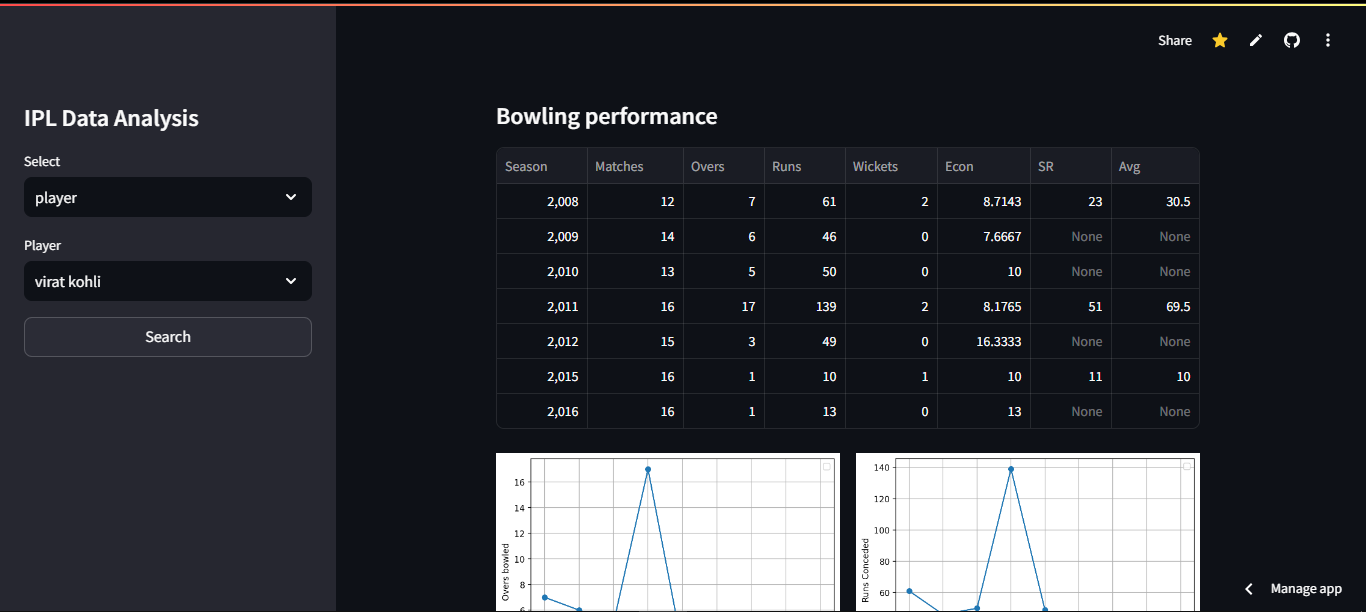 Share
IPL Data Analysis
Select
player
Player
virat kohli
Search
Bowling performance
Season Matches Overs Runs Wickets Econ SR Avg
2,008 12 7 61 2 8.7143 23 30.5
2,009 14 6 46 0 7.6667 None None
2,010 13 5 50 0 10 None None
2,011 16 17 139 2 8.1765 51 69.5
2,012 15 3 49 0 16.3333 None None
2,015 16 1 10 1 10 11 10
2,016 16 1 13 0 13 None None
Overs bowled
16
14
12
10
8
6
Runs Conceded
140
120
100
80
60
Manage app